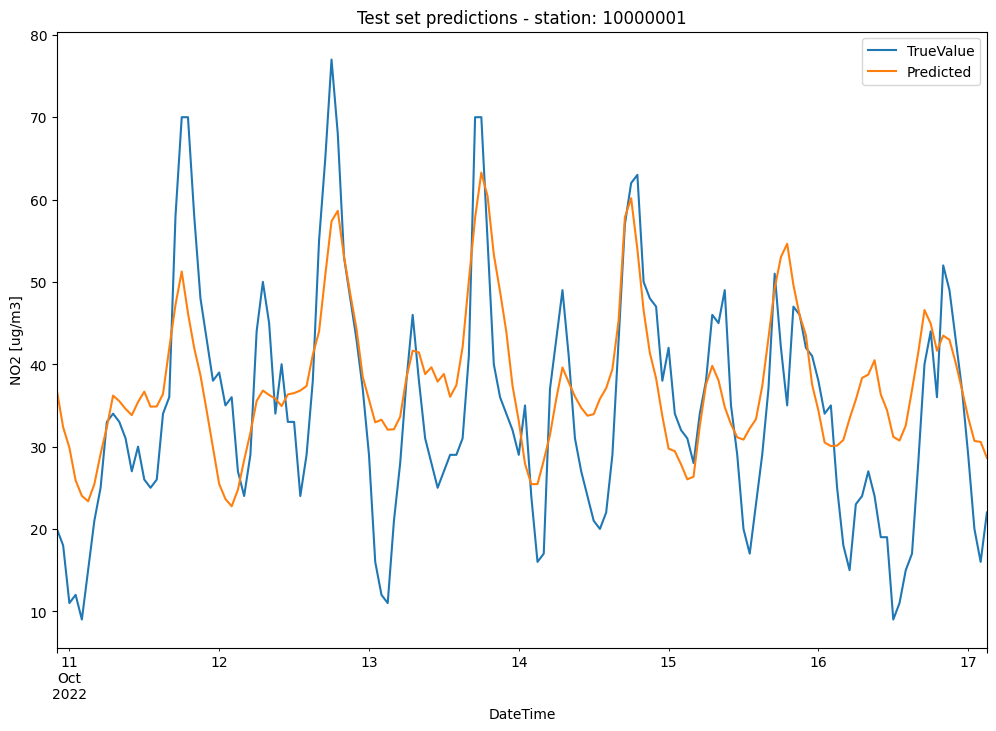 Test set predictions - station: 10000001
TrueValue
Predicted
NO2 [ug/m3]
80
70
60
50
40
30
20
10
11 12 13 14 15 16 17
Oct
2022
DateTime